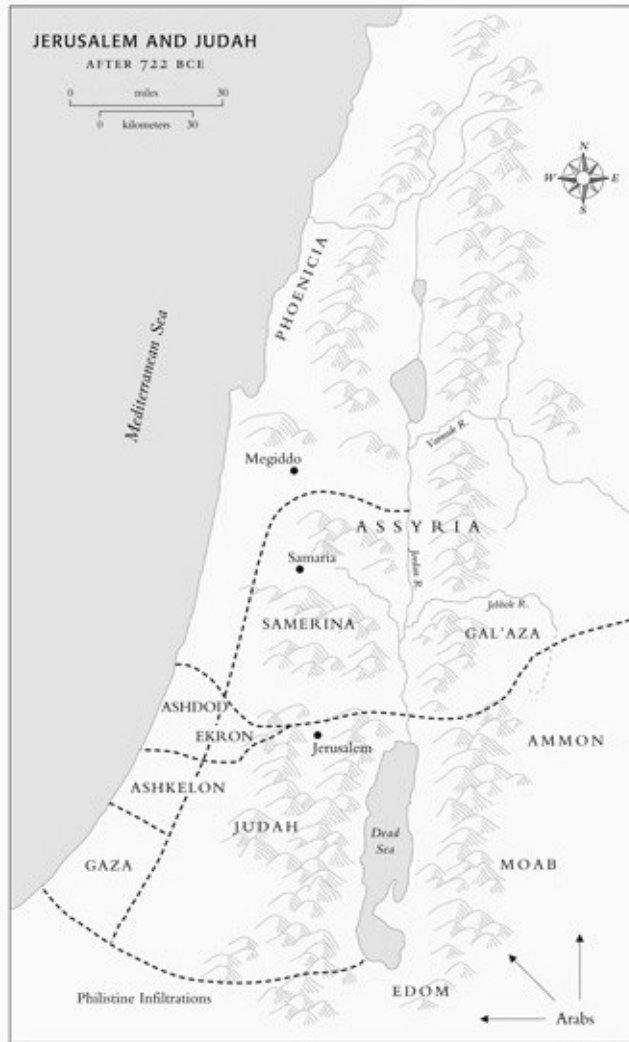 JERUSALEM AND JUDAH
AFTER 722 BCE
0 miles 30
0 kilometers 30
N
W E
S
PHOENICIA
Mediterranean Sea
Megiddo
Yarmuk R.
ASSYRIA
Samaria
Jordan R.
Jabbok R.
SAMERINA
GAL'AZA
ASHDOD
EKRON
Jerusalem
AMMON
ASHKELON
JUDAH
Dead
Sea
GAZA
MOAB
Philistine Infiltrations
EDOM
Arabs